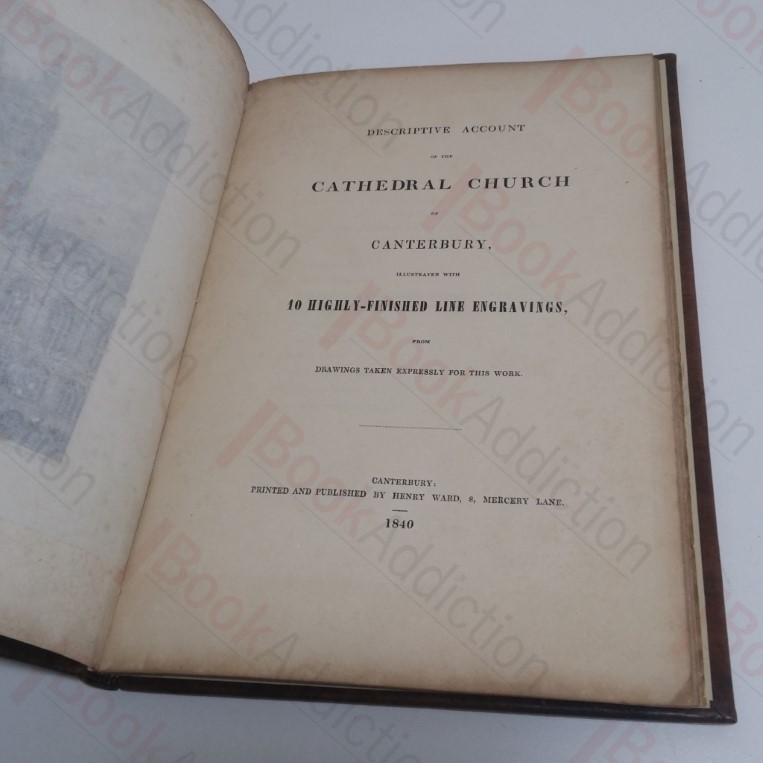 DESCRIPTIVE ACCOUNT
OF THE
CATHEDRAL CHURCH
OF
CANTERBURY,
ILLUSTRATED WITH
10 HIGHLY-FINISHED LINE ENGRAVINGS,
FROM
DRAWINGS TAKEN EXPRESSLY FOR THIS WORK.
CANTERBURY:
PRINTED AND PUBLISHED BY HENRY WARD, 8, MERCERY LANE.
1840
BookAddiction